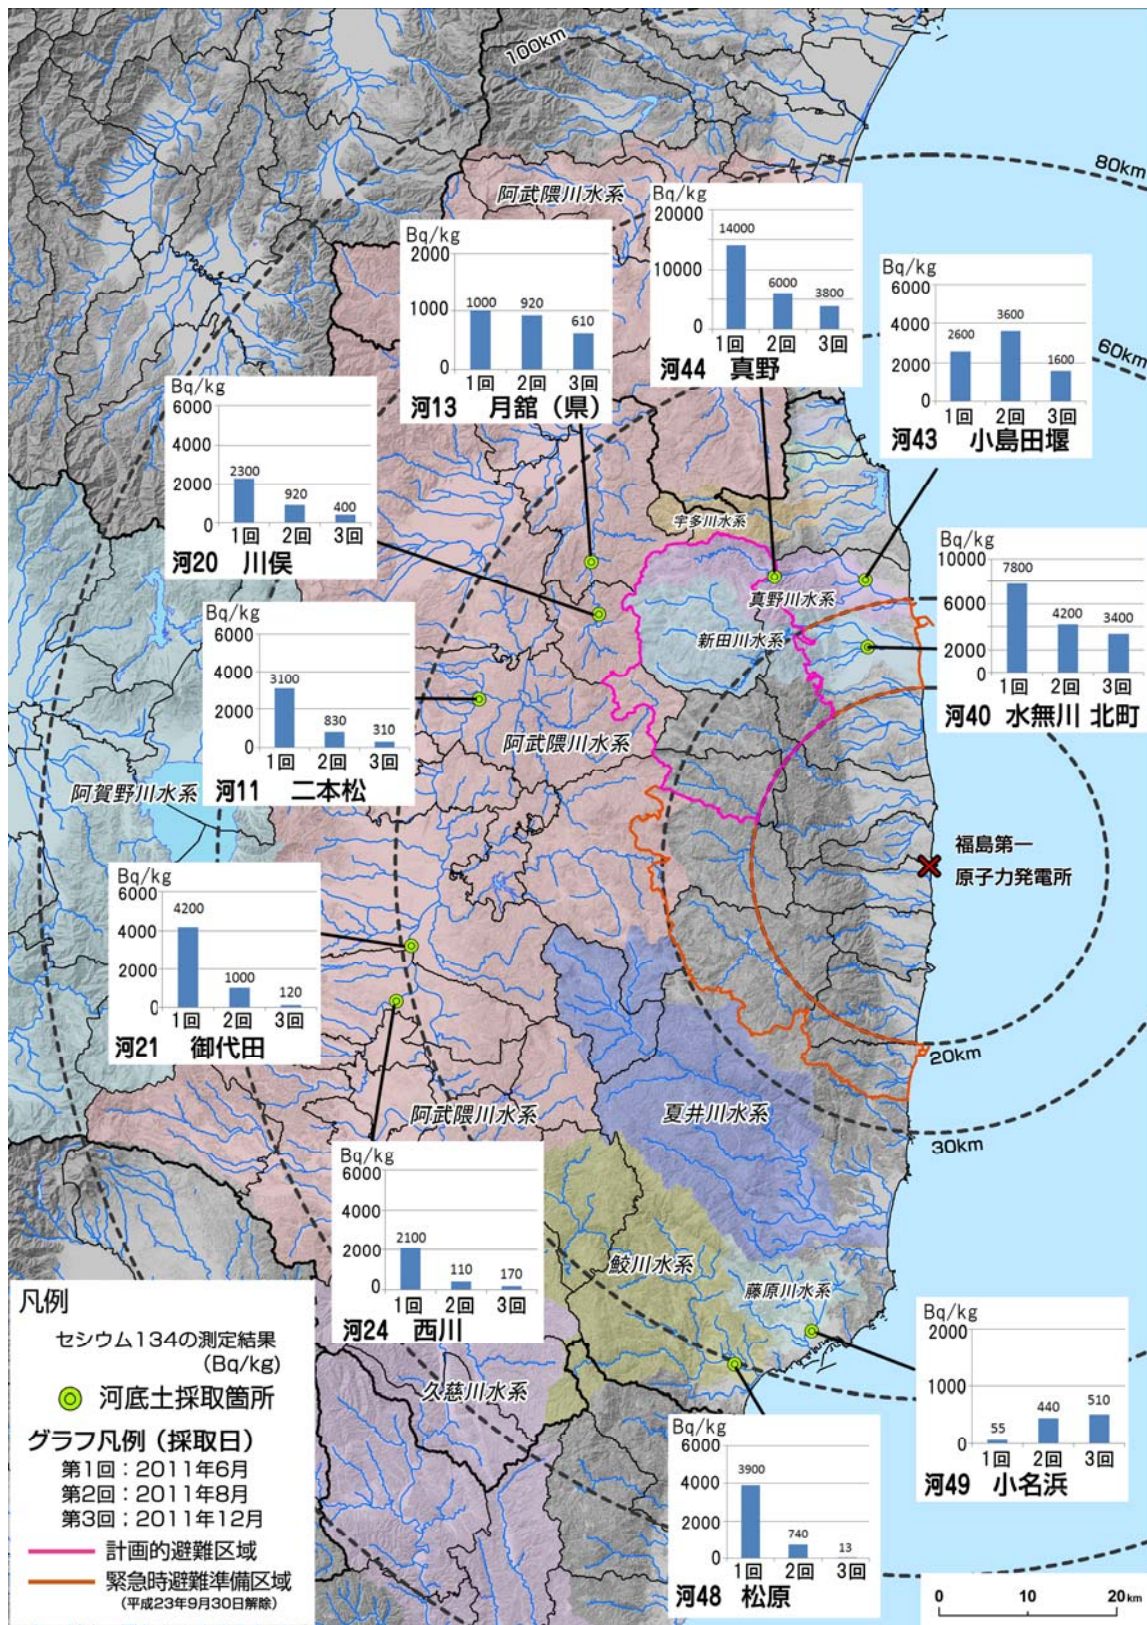 100km
80km
60km
阿武隈川水系
Bq/kg
20000
10000
0
14000
6000
3800
1回 2回 3回
河44 真野
Bq/kg
2000
1000
0
1000
920
610
1回 2回 3回
河13 月舘（県）
Bq/kg
6000
4000
2000
0
2600
3600
1600
1回 2回 3回
河43 小島田堰
Bq/kg
6000
4000
2000
0
2300
920
400
1回 2回 3回
河20 川俣
宇多川水系
真野川水系
新田川水系
Bq/kg
10000
8000
6000
4000
2000
0
7800
4200
3400
1回 2回 3回
河40 水無川 北町
Bq/kg
6000
4000
2000
0
3100
830
310
1回 2回 3回
河11 二本松
阿武隈川水系
阿賀野川水系
福島第一
原子力発電所
Bq/kg
6000
4000
2000
0
4200
1000
120
1回 2回 3回
河21 御代田
20km
30km
阿武隈川水系
夏井川水系
Bq/kg
6000
4000
2000
0
2100
110
170
1回 2回 3回
河24 西川
鮫川水系
藤原川水系
久慈川水系
Bq/kg
2000
1000
0
55
440
510
1回 2回 3回
河49 小名浜
Bq/kg
6000
4000
2000
0
3900
740
13
1回 2回 3回
河48 松原
凡例
セシウム134の測定結果
(Bq/kg)
河底土採取箇所
グラフ凡例（採取日）
第1回：2011年6月
第2回：2011年8月
第3回：2011年12月
計画的避難区域
緊急時避難準備区域
(平成23年9月30日解除)
0 10 20km